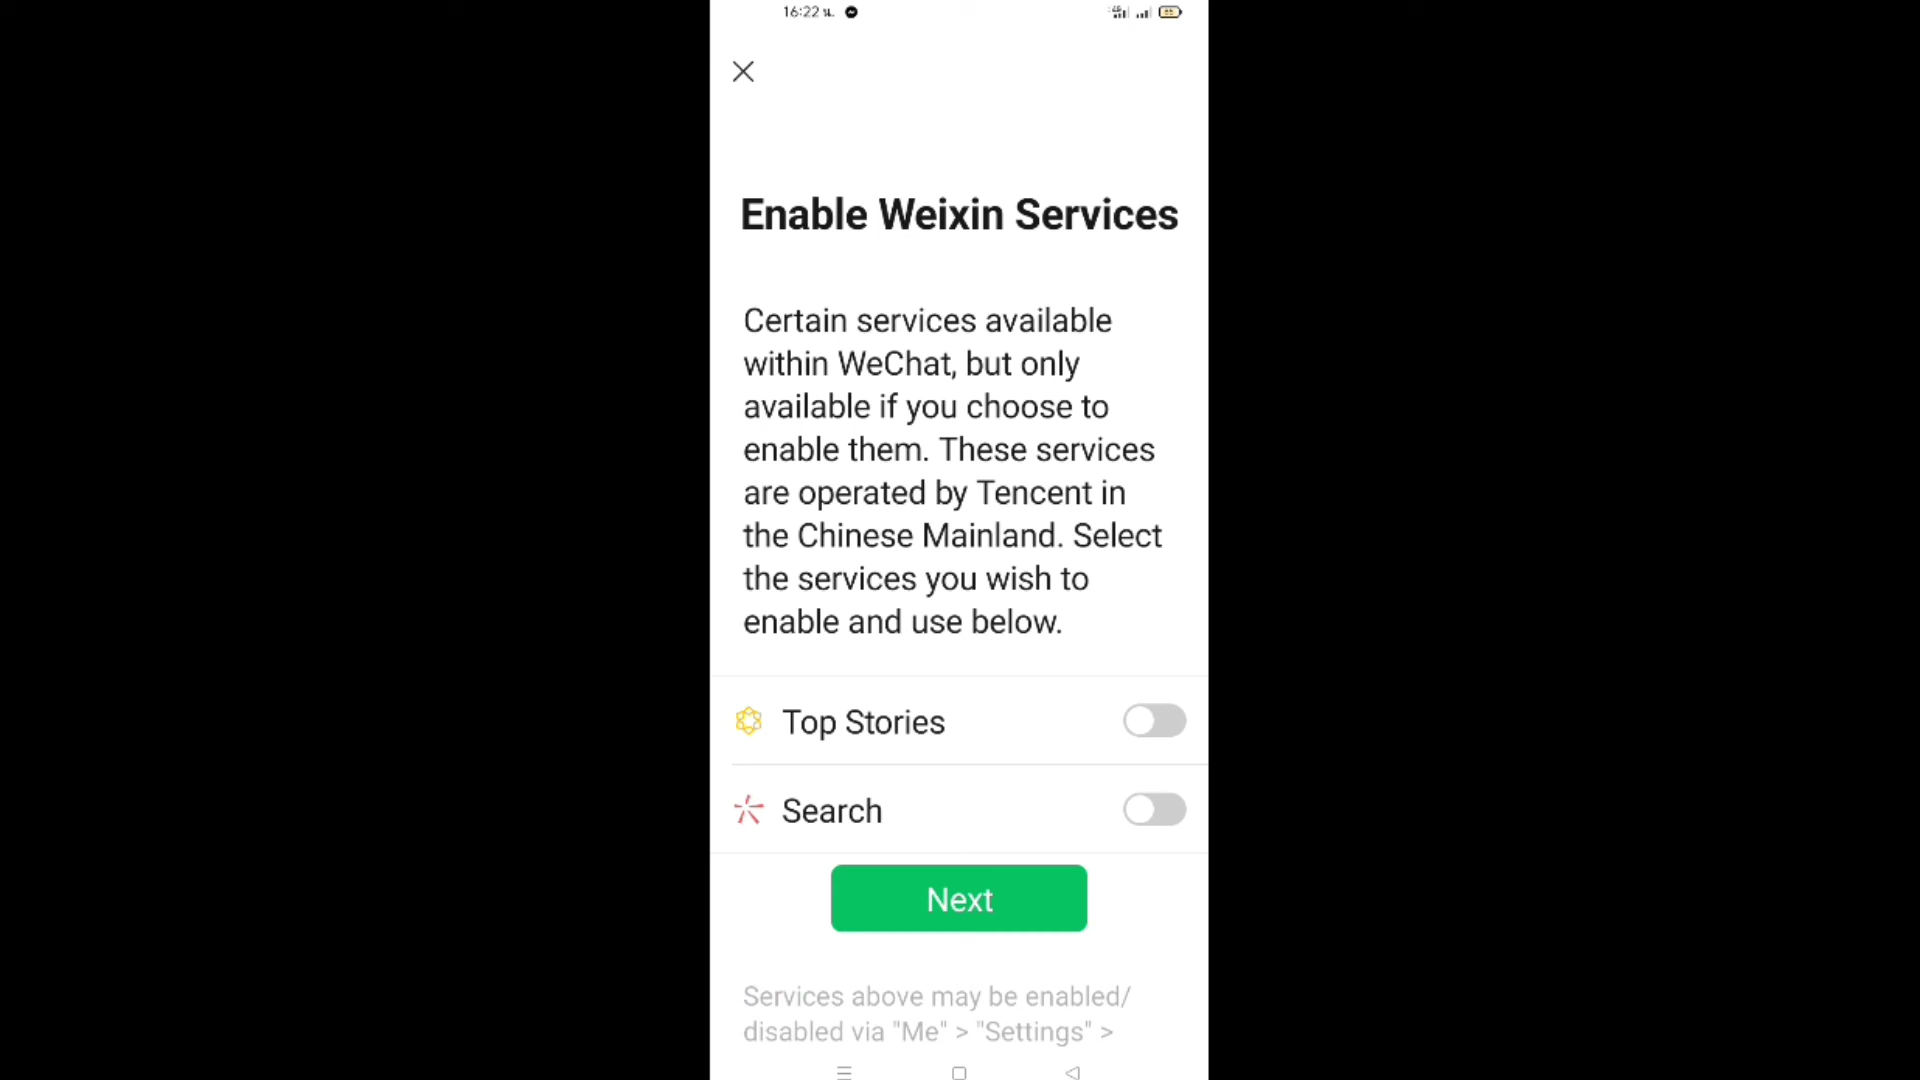 16:22 น.
Enable Weixin Services
Certain services available
within WeChat, but only
available if you choose to
enable them. These services
are operated by Tencent in
the Chinese Mainland. Select
the services you wish to
enable and use below.
Top Stories
Search
Next
Services above may be enabled/
disabled via "Me" > "Settings" >